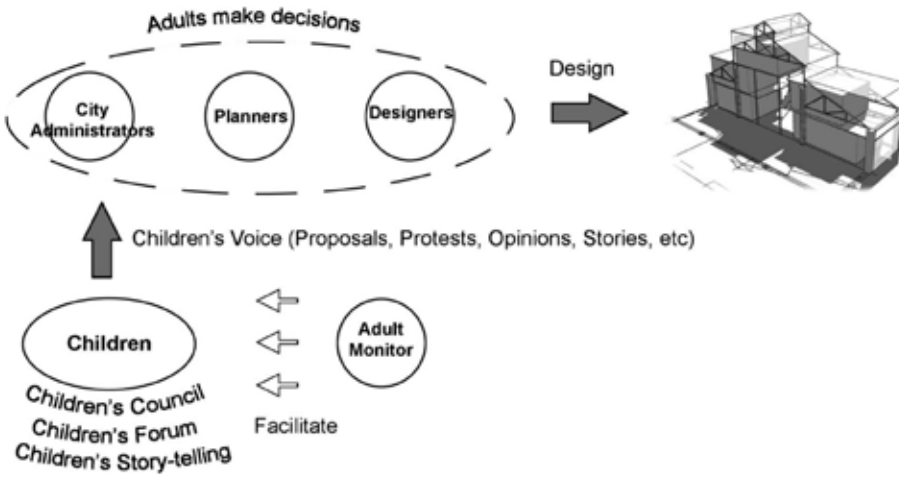 Adults make decisions
City
Administrators
Planners
Designers
Design
Children's Voice (Proposals, Protests, Opinions, Stories, etc)
Children
Adult
Monitor
Children's Council
Children's Forum
Children's Story-telling
Facilitate